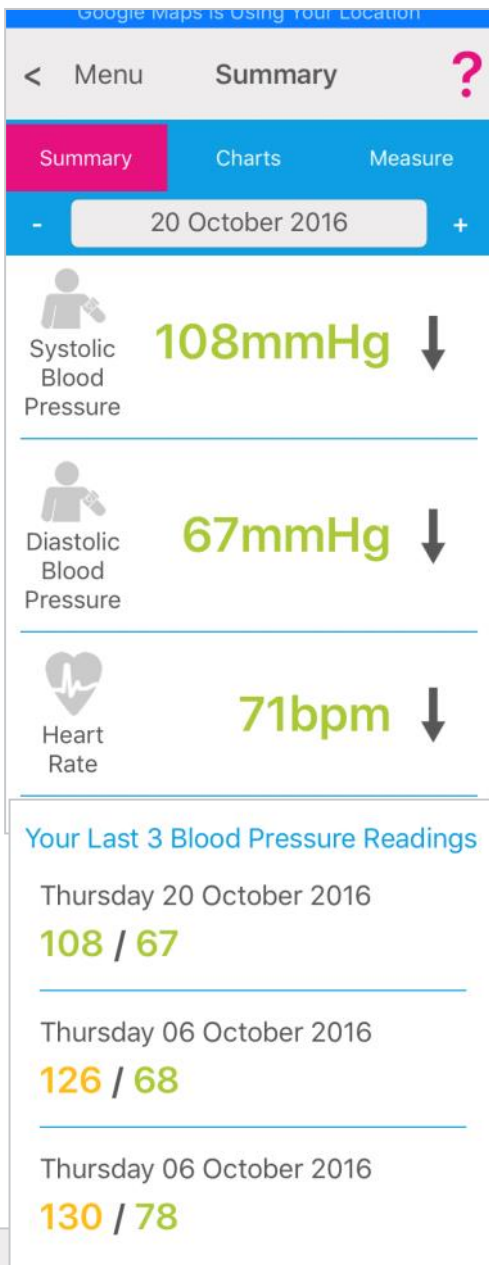 Google Maps is Using Your Location
< Menu Summary ?
Summary Charts Measure
- 20 October 2016 +
Systolic
Blood
Pressure
108mmHg
Diastolic
Blood
Pressure
67mmHg
Heart
Rate
71bpm
Your Last 3 Blood Pressure Readings
Thursday 20 October 2016
108 / 67
Thursday 06 October 2016
126 / 68
Thursday 06 October 2016
130 / 78